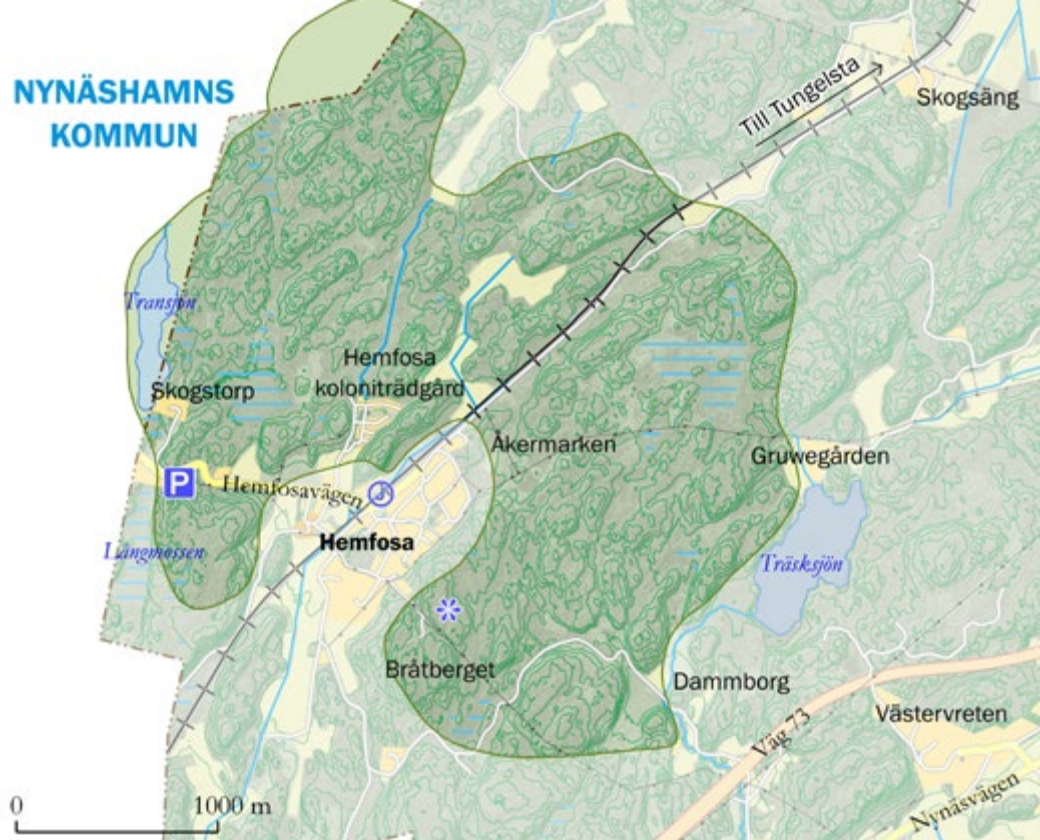 NYNÄSHAMNS
KOMMUN
Till Tungelsta
Skogsäng
Transjön
Hemfosa
koloniträdgård
Skogstorp
Åkermarken
Gruwegården
P
Hemfosavägen
J
Hemfosa
Långmossen
Träsksjön
Bråtberget
Dammborg
Västervreten
Väg 73
Nynäsvägen
0 1000 m